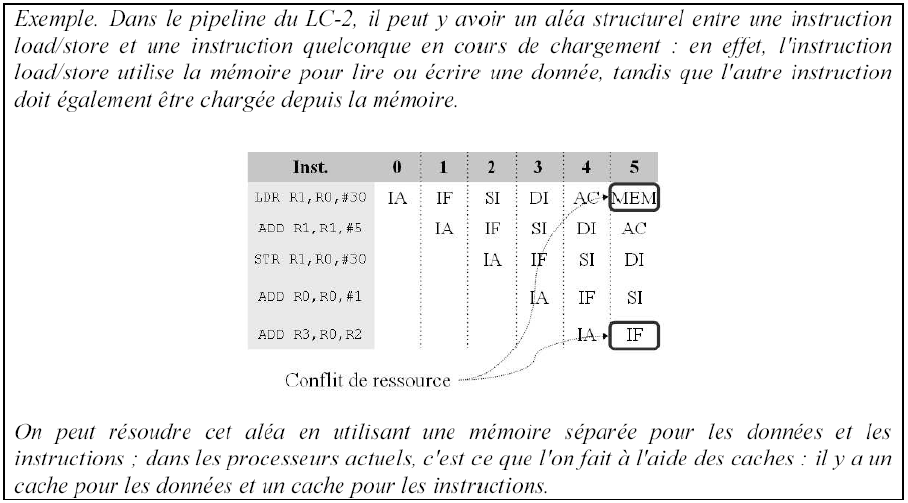 Exemple. Dans le pipeline du LC-2, il peut y avoir un aléa structurel entre une instruction
load/store et une instruction quelconque en cours de chargement : en effet, l'instruction
load/store utilise la mémoire pour lire ou écrire une donnée, tandis que l'autre instruction
doit également être chargée depuis la mémoire.
Inst. 0 1 2 3 4 5
LDR R1,R0,#30 IA IF SI DI AC MEM
ADD R1,R1,#5 IA IF SI DI AC
STR R1,R0,#30 IA IF SI DI
ADD R0,R0,#1 IA IF SI
ADD R3,R0,R2 IA IF
Conflit de ressource
On peut résoudre cet aléa en utilisant une mémoire séparée pour les données et les
instructions ; dans les processeurs actuels, c'est ce que l'on fait à l'aide des caches : il y a un
cache pour les données et un cache pour les instructions.